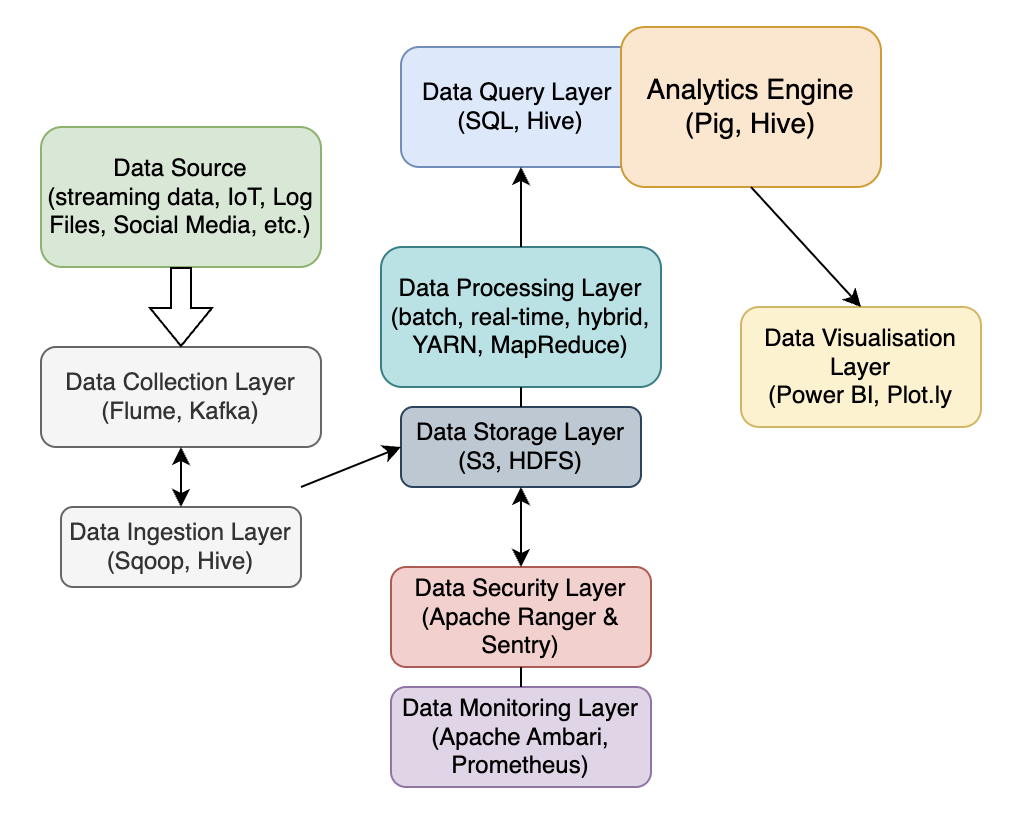 Data Query Layer
(SQL, Hive)
Analytics Engine
(Pig, Hive)
Data Source
(streaming data, IoT, Log
Files, Social Media, etc.)
Data Processing Layer
(batch, real-time, hybrid,
YARN, MapReduce)
Data Visualisation
Layer
(Power BI, Plot.ly
Data Collection Layer
(Flume, Kafka)
Data Storage Layer
(S3, HDFS)
Data Ingestion Layer
(Sqoop, Hive)
Data Security Layer
(Apache Ranger &
Sentry)
Data Monitoring Layer
(Apache Ambari,
Prometheus)